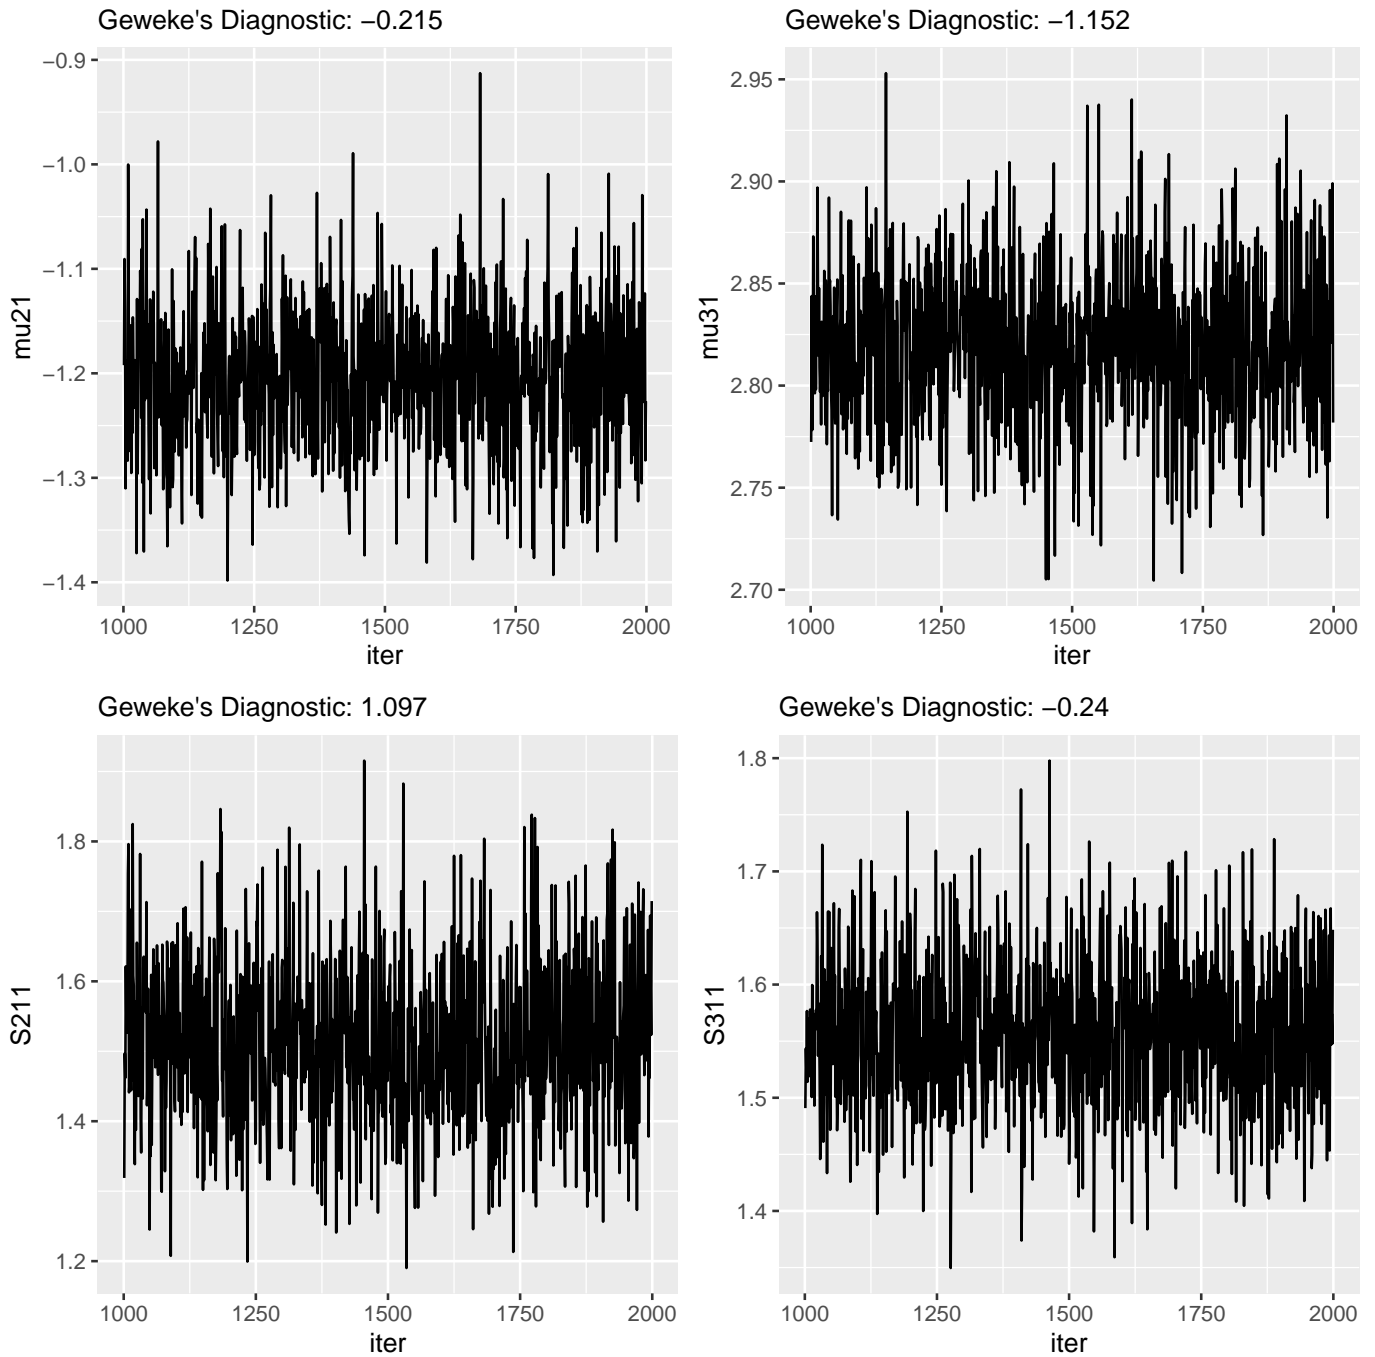 Geweke's Diagnostic: −0.215
mu21
−0.9
−1.0
−1.1
−1.2
−1.3
−1.4
1000 1250 1500 1750 2000
iter
Geweke's Diagnostic: −1.152
mu31
2.95
2.90
2.85
2.80
2.75
2.70
1000 1250 1500 1750 2000
iter
Geweke's Diagnostic: 1.097
S211
1.8
1.6
1.4
1.2
1000 1250 1500 1750 2000
iter
Geweke's Diagnostic: −0.24
S311
1.8
1.7
1.6
1.5
1.4
1000 1250 1500 1750 2000
iter